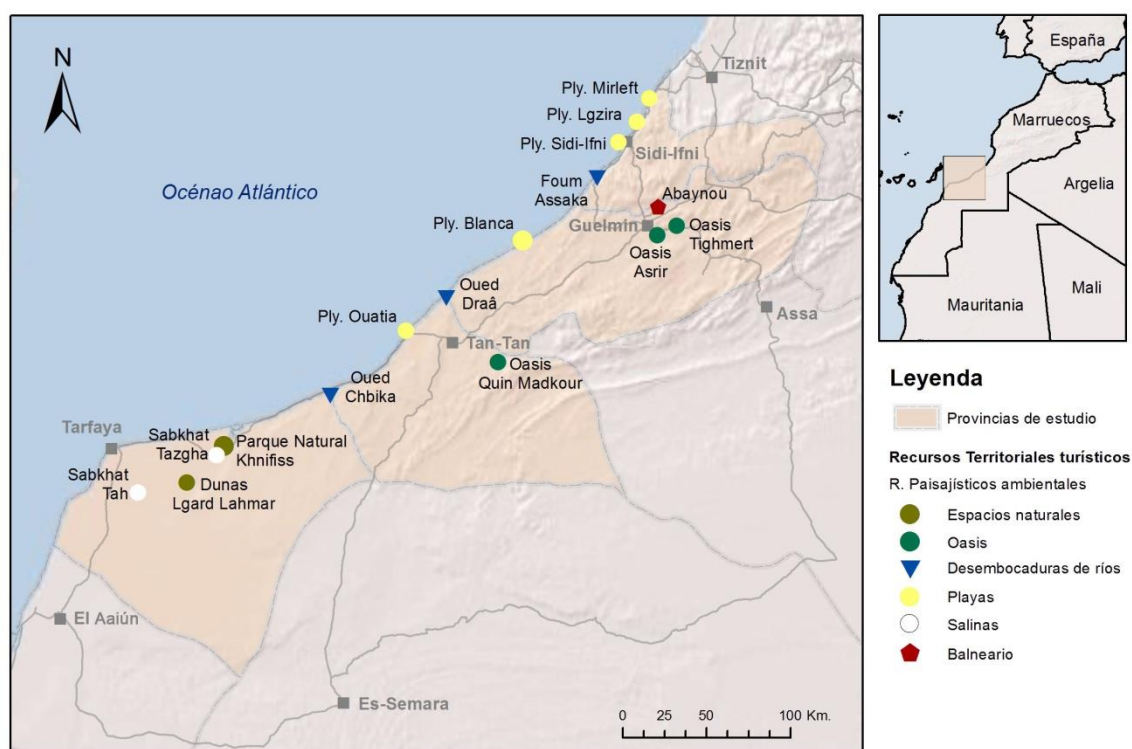 N
Océnao Atlántico
Tiznit
Ply. Mirleft
Ply. Lgzira
Ply. Sidi-Ifni
Sidi-Ifni
Foum
Assaka
Abaynou
Ply. Blanca
Guelmin
Oasis
Tighmert
Oasis
Asrir
Oued
Draâ
Assa
Ply. Ouatia
Tan-Tan
Oasis
Quin Madkour
Oued
Chbika
Tarfaya
Sabkhat
Tazgha
Parque Natural
Khnifiss
Sabkhat
Tah
Dunas
Lgard Lahmar
El Aaiún
Es-Semara
0 25 50 100 Km.
España
Marruecos
Argelia
Mauritania
Mali
Leyenda
Provincias de estudio
Recursos Territoriales turísticos
R. Paisajísticos ambientales
Espacios naturales
Oasis
Desembocaduras de ríos
Playas
Salinas
Balneario